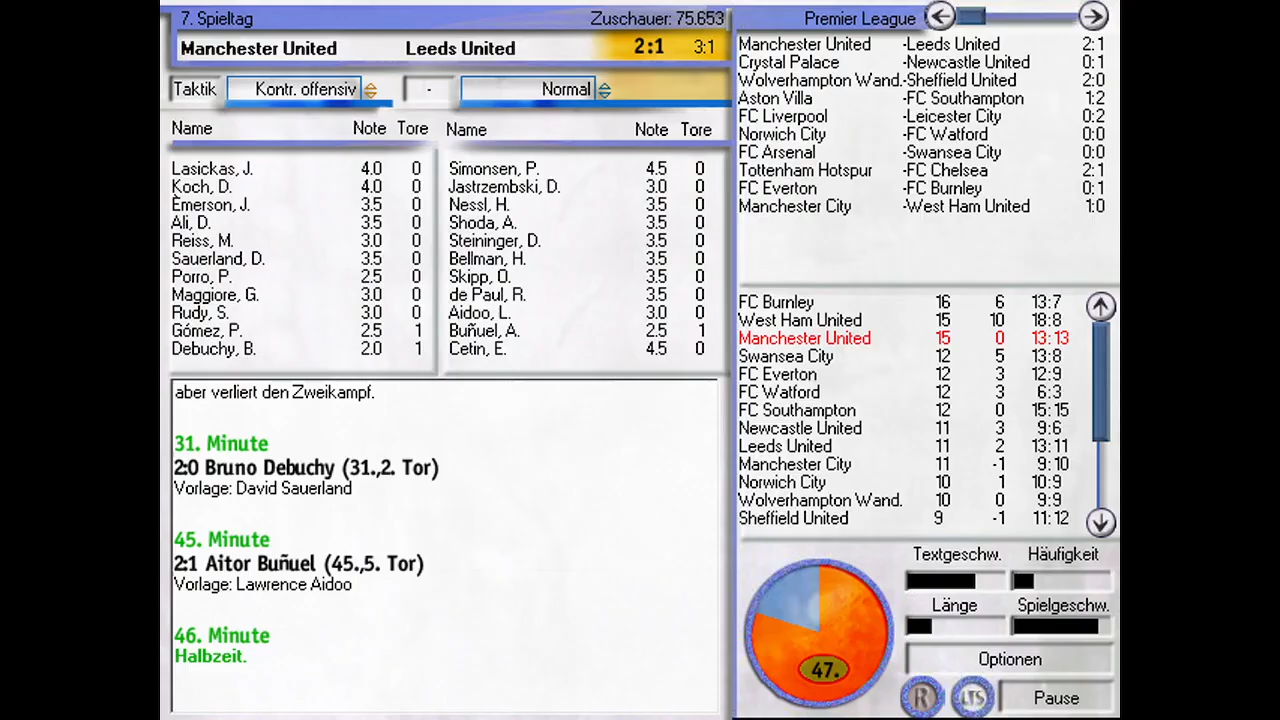 7. Spieltag Zuschauer: 75.653
Manchester United Leeds United 2:1 3:1
Taktik Kontr. offensiv - Normal
Name Note Tore Name Note Tore
Lasickas, J. 4.0 0 Simonsen, P. 4.5 0
Koch, D. 4.0 0 Jastrzembski, D. 3.0 0
Èmerson, J. 3.5 0 Nessl, H. 3.5 0
Ali, D. 3.5 0 Shoda, A. 3.5 0
Reiss, M. 3.0 0 Steininger, D. 3.5 0
Sauerland, D. 3.5 0 Bellman, H. 3.5 0
Porro, P. 2.5 0 Skipp, O. 3.5 0
Maggiore, G. 3.0 0 de Paul, R. 3.5 0
Rudy, S. 3.0 0 Aidoo, L. 3.0 0
Gómez, P. 2.5 1 Buñuel, A. 2.5 1
Debuchy, B. 2.0 1 Cetin, E. 4.5 0
aber verliert den Zweikampf.
31. Minute
2:0 Bruno Debuchy (31.,2. Tor)
Vorlage: David Sauerland
45. Minute
2:1 Aitor Buñuel (45.,5. Tor)
Vorlage: Lawrence Aidoo
46. Minute
Halbzeit.
Premier League
Manchester United -Leeds United 2:1
Crystal Palace -Newcastle United 0:1
Wolverhampton Wand.-Sheffield United 2:0
Aston Villa -FC Southampton 1:2
FC Liverpool -Leicester City 0:2
Norwich City -FC Watford 0:0
FC Arsenal -Swansea City 0:0
Tottenham Hotspur -FC Chelsea 2:1
FC Everton -FC Burnley 0:1
Manchester City -West Ham United 1:0
FC Burnley 16 6 13:7
West Ham United 15 10 18:8
Manchester United 15 0 13:13
Swansea City 12 5 13:8
FC Everton 12 3 12:9
FC Watford 12 3 6:3
FC Southampton 12 0 15:15
Newcastle United 11 3 9:6
Leeds United 11 2 13:11
Manchester City 11 -1 9:10
Norwich City 10 1 10:9
Wolverhampton Wand. 10 0 9:9
Sheffield United 9 -1 11:12
Textgeschw. Häufigkeit
Länge Spielgeschw.
47.
Optionen
R LTS Pause